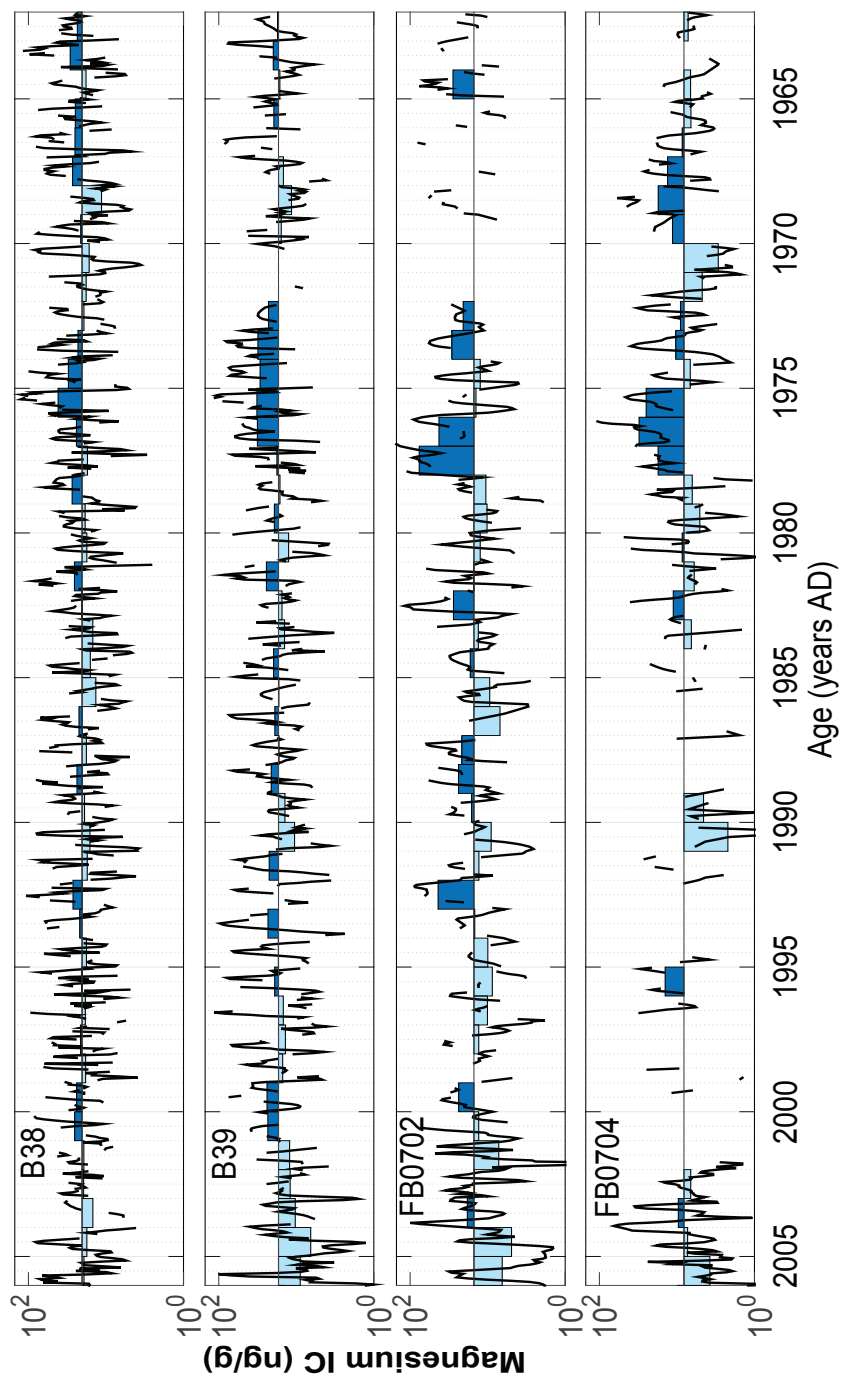 Magnesium IC (ng/g)
B38
10²
10⁰
B39
10²
10⁰
FB0702
10²
10⁰
FB0704
10²
10⁰
2005
2000
1995
1990
1985
1980
1975
1970
1965
Age (years AD)